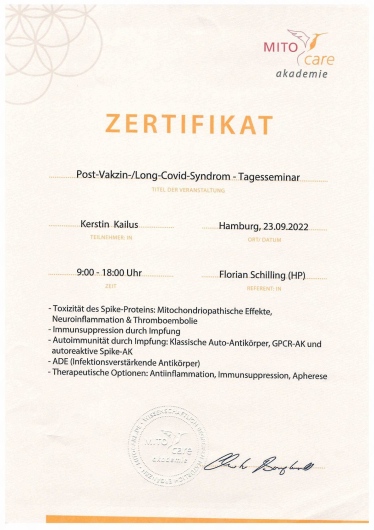 MITO
care
akademie
ZERTIFIKAT
Post-Vakzin-/Long-Covid-Syndrom - Tagesseminar
TITEL DER VERANSTALTUNG
Kerstin Kailus
Hamburg, 23.09.2022
TEILNEHMER: IN
ORT/ DATUM
9:00 - 18:00 Uhr
Florian Schilling (HP)
ZEIT
REFERENT: IN
- Toxizität des Spike-Proteins: Mitochondriopathische Effekte,
Neuroinflammation & Thromboembolie
- Immunsuppression durch Impfung
- Autoimmunität durch Impfung: Klassische Auto-Antikörper, GPCR-AK und
autoreaktive Spike-AK
- ADE (Infektionsverstärkende Antikörper)
- Therapeutische Optionen: Antiinflammation, Immunsuppression, Apherese
MITO
care
akademie